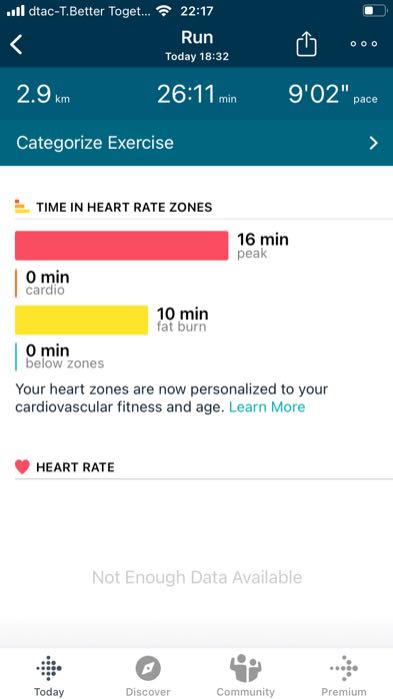 dtac-T.Better Toget... 22:17
Run
Today 18:32
2.9 km 26:11 min 9'02" pace
Categorize Exercise
TIME IN HEART RATE ZONES
16 min
peak
0 min
cardio
10 min
fat burn
0 min
below zones
Your heart zones are now personalized to your
cardiovascular fitness and age. Learn More
HEART RATE
Not Enough Data Available
Today Discover Community Premium